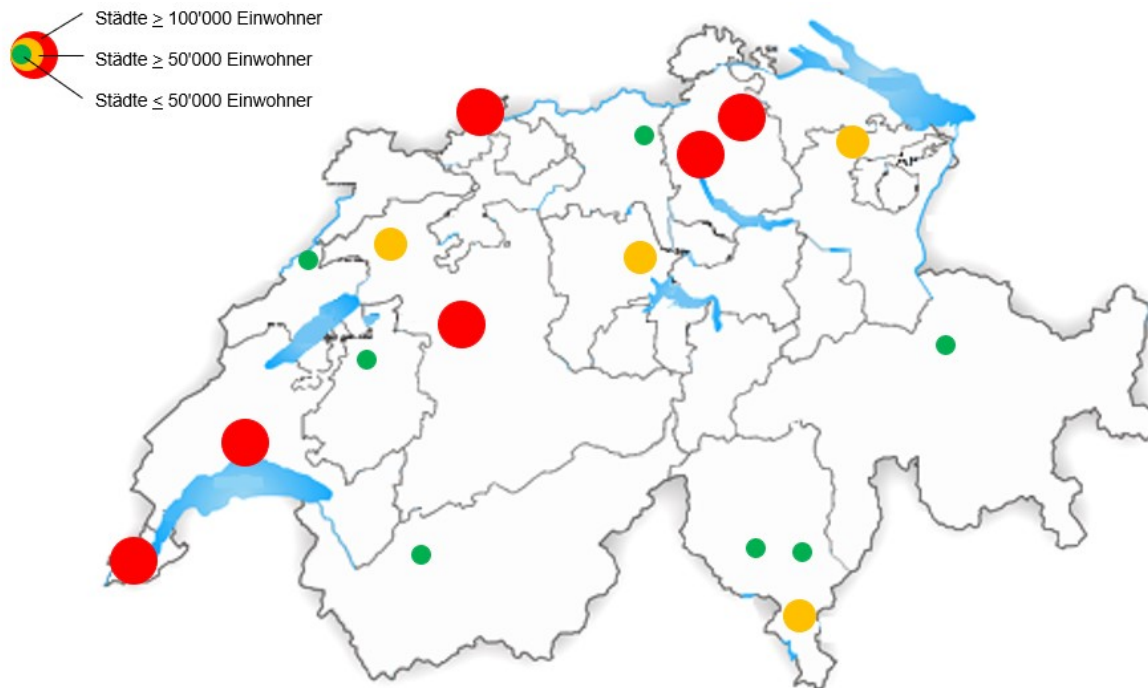 Städte ≥ 100'000 Einwohner
Städte ≥ 50'000 Einwohner
Städte ≤ 50'000 Einwohner